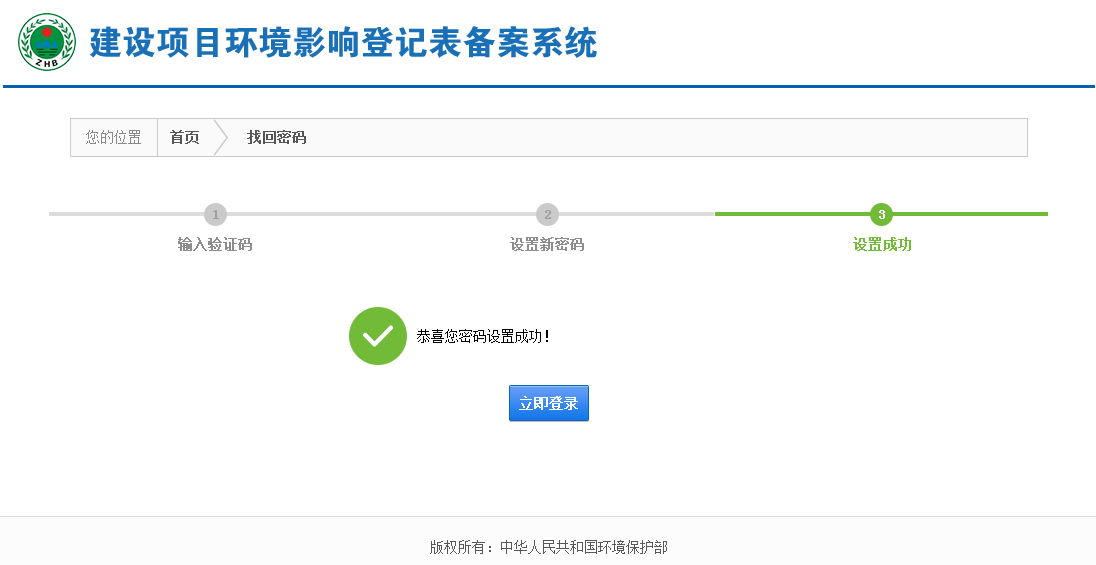 ZHB
建设项目环境影响登记表备案系统
您的位置 首页 找回密码
1 2 3
输入验证码 设置新密码 设置成功
恭喜您密码设置成功！
立即登录
版权所有：中华人民共和国环境保护部